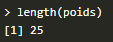 > length(poids)
[1] 25